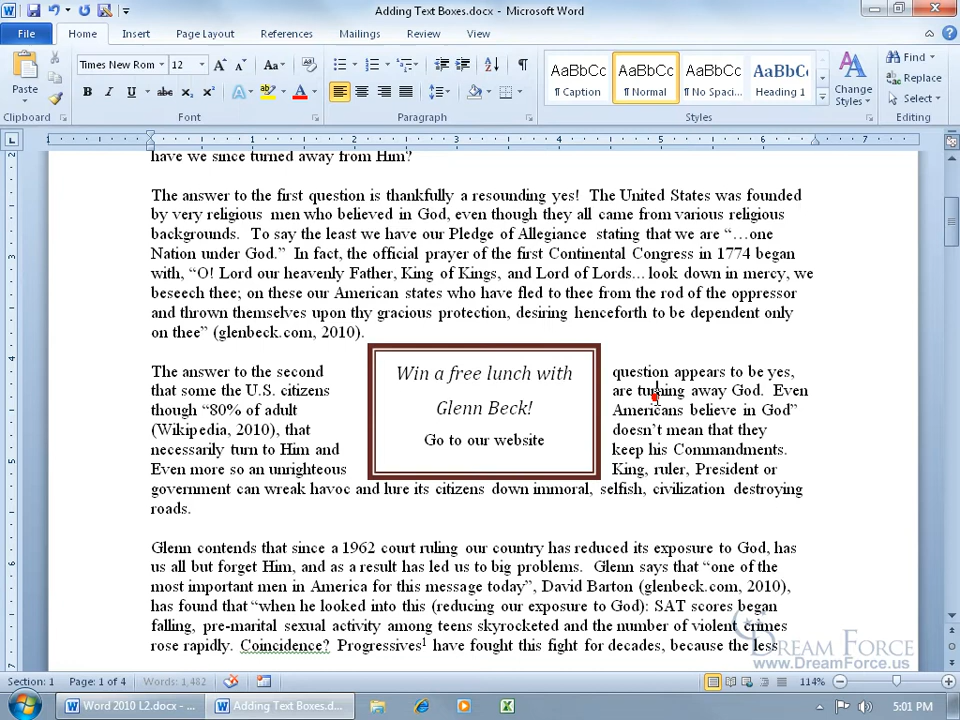 Adding Text Boxes.docx - Microsoft Word
File Home Insert Page Layout References Mailings Review View
Times New Rom 12 Aa
AaBbCc AaBbCc AaBbCc AaBbCc
Find
Replace
Select
Paste
B I U abc X₂ X² A A
¶ Caption ¶ Normal ¶ No Spaci... Heading 1
Change
Styles
Clipboard Font Paragraph Styles Editing
1 1 2 3 4 5 6 7
have we since turned away from Him?
The answer to the first question is thankfully a resounding yes! The United States was founded
by very religious men who believed in God, even though they all came from various religious
backgrounds. To say the least we have our Pledge of Allegiance stating that we are “…one
Nation under God.” In fact, the official prayer of the first Continental Congress in 1774 began
with, “O! Lord our heavenly Father, King of Kings, and Lord of Lords... look down in mercy, we
beseech thee; on these our American states who have fled to thee from the rod of the oppressor
and thrown themselves upon thy gracious protection, desiring henceforth to be dependent only
on thee” (glenbeck.com, 2010).
The answer to the second question appears to be yes,
that some the U.S. citizens are turning away God. Even
though “80% of adult Americans believe in God”
(Wikipedia, 2010), that doesn’t mean that they
necessarily turn to Him and keep his Commandments.
Even more so an unrighteous King, ruler, President or
government can wreak havoc and lure its citizens down immoral, selfish, civilization destroying
roads.
Win a free lunch with
Glenn Beck!
Go to our website
Glenn contends that since a 1962 court ruling our country has reduced its exposure to God, has
us all but forget Him, and as a result has led us to big problems. Glenn says that “one of the
most important men in America for this message today”, David Barton (glenbeck.com, 2010),
has found that “when he looked into this (reducing our exposure to God): SAT scores began
falling, pre-marital sexual activity among teens skyrocketed and the number of violent crimes
rose rapidly. Coincidence? Progressives¹ have fought this fight for decades, because the less
DREAM FORCE
www.DreamForce.us
Section: 1 Page: 1 of 4 Words: 1,482 114%
Word 2010 L2.docx - ... Adding Text Boxes.d... 5:01 PM